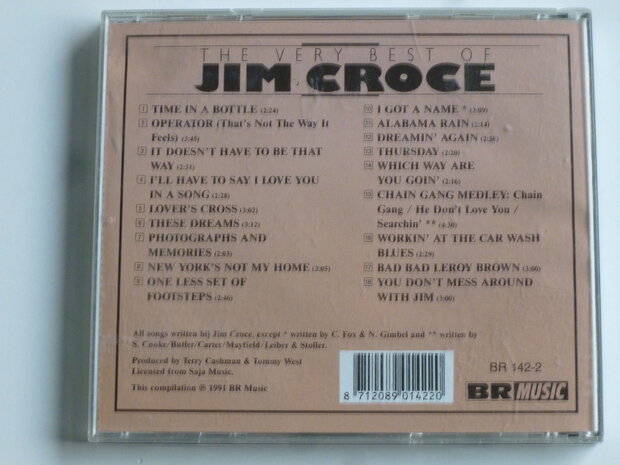 THE VERY BEST OF
JIM CROCE
1 TIME IN A BOTTLE (2:24)
2 OPERATOR (That's Not The Way It
Feels) (3:45)
3 IT DOESN'T HAVE TO BE THAT
WAY (2:31)
4 I'LL HAVE TO SAY I LOVE YOU
IN A SONG (2:28)
5 LOVER'S CROSS (3:02)
6 THESE DREAMS (3:12)
7 PHOTOGRAPHS AND
MEMORIES (2:03)
8 NEW YORK'S NOT MY HOME (3:05)
9 ONE LESS SET OF
FOOTSTEPS (2:46)
10 I GOT A NAME * (3:09)
11 ALABAMA RAIN (2:14)
12 DREAMIN' AGAIN (2:38)
13 THURSDAY (2:20)
14 WHICH WAY ARE
YOU GOIN' (2:16)
15 CHAIN GANG MEDLEY: Chain
Gang / He Don't Love You /
Searchin' ** (4:30)
16 WORKIN' AT THE CAR WASH
BLUES (2:29)
17 BAD BAD LEROY BROWN (3:00)
18 YOU DON'T MESS AROUND
WITH JIM (3:00)
All songs written bij Jim Croce, except * written by C. Fox & N. Gimbel and ** written by
S. Cooke/Butler/Carter/Mayfield/Leiber & Stoller.
Produced by Terry Cashman & Tommy West
Licensed from Saja Music.
This compilation ℗ 1991 BR Music
8 712089 014220
BR 142-2
BR MUSIC